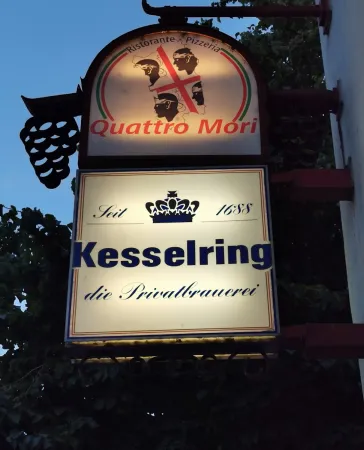 Ristorante - Pizzeria
Quattro Mori
Seit 1688
Kesselring
die Privatbrauerei